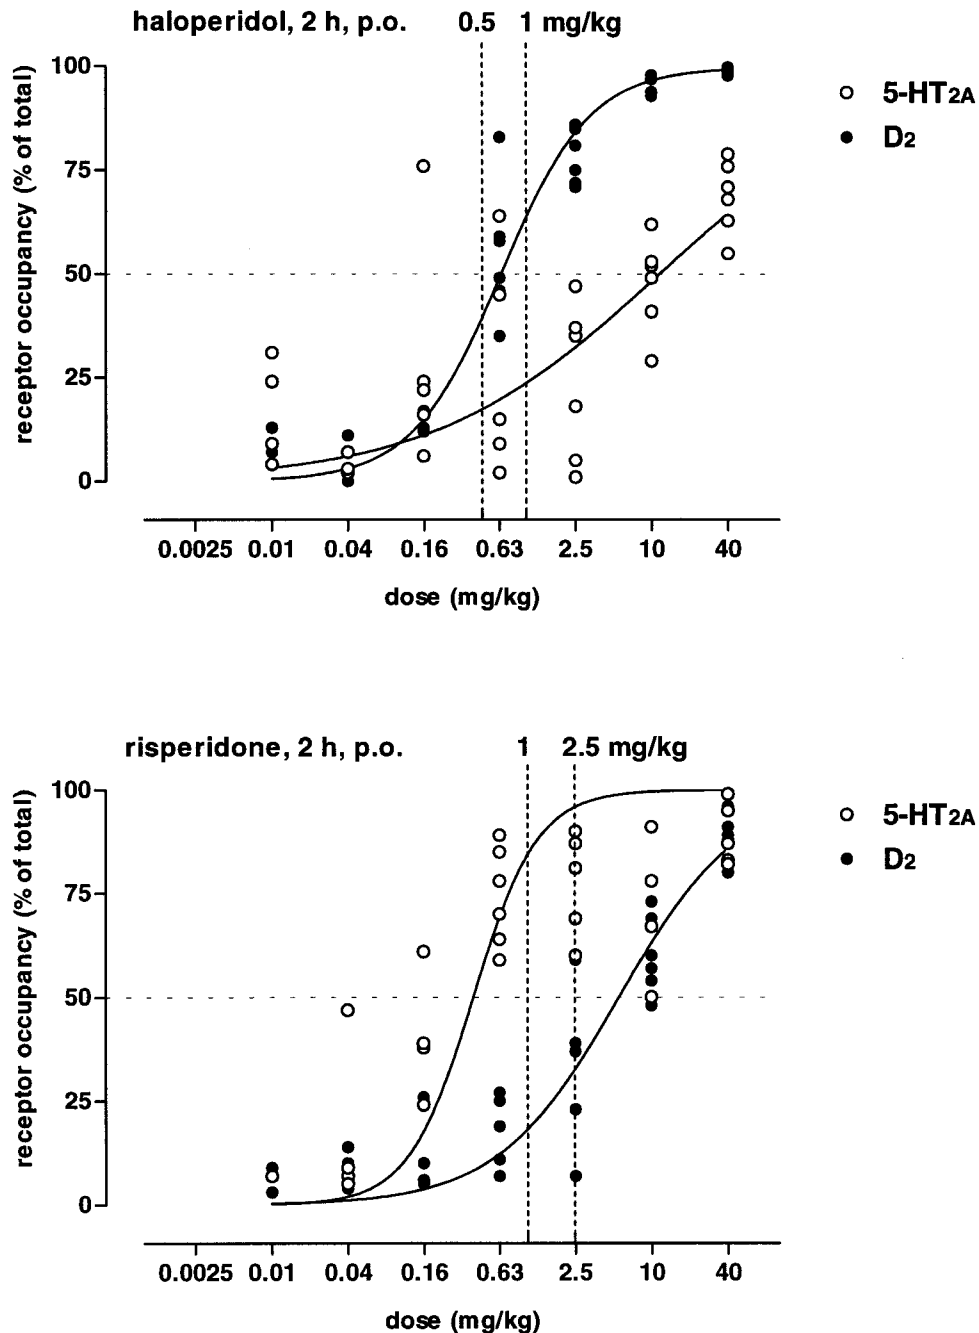 haloperidol, 2 h, p.o. 0.5 1 mg/kg
100
75
50
25
0
receptor occupancy (% of total)
5-HT2A
D2
0.0025 0.01 0.04 0.16 0.63 2.5 10 40
dose (mg/kg)
risperidone, 2 h, p.o. 1 2.5 mg/kg
100
75
50
25
0
receptor occupancy (% of total)
5-HT2A
D2
0.0025 0.01 0.04 0.16 0.63 2.5 10 40
dose (mg/kg)